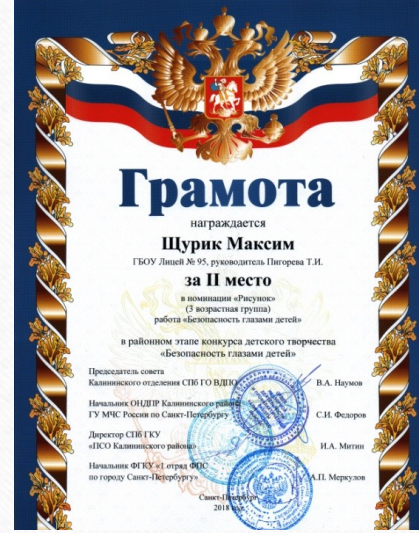 Грамота
награждается
Щурик Максим
ГБОУ Лицей № 95, руководитель Пигорева Т.И.
за II место
в номинации «Рисунок»
(3 возрастная группа)
работа «Безопасность глазами детей»
в районном этапе конкурса детского творчества
«Безопасность глазами детей»
Председатель совета
Калининского отделения СПб ГО ВДПО В.А. Наумов
Начальник ОНДПР Калининского района
ГУ МЧС России по Санкт-Петербургу С.И. Федоров
Директор СПб ГКУ
«ПСО Калининского района» И.А. Митин
Начальник ФГКУ «1 отряд ФПС
по городу Санкт-Петербургу» А.П. Меркулов
Санкт-Петербург
2018 год